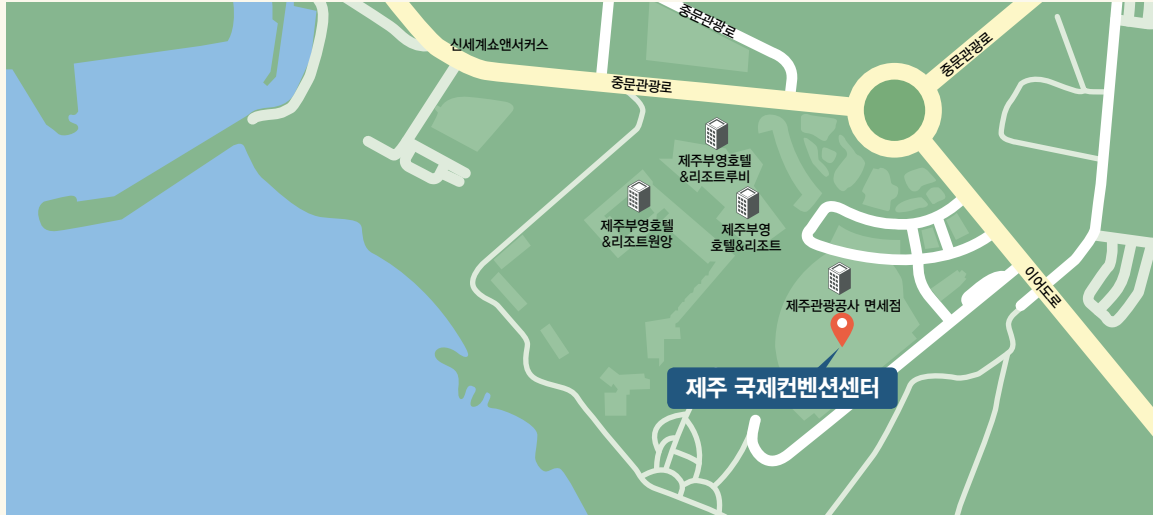 중문관광로
신세계쇼앤서커스
중문관광로
중문관광로
제주부영호텔
&리조트루비
제주부영호텔
&리조트원앙
제주부영
호텔&리조트
이어도로
제주관광공사 면세점
제주 국제컨벤션센터